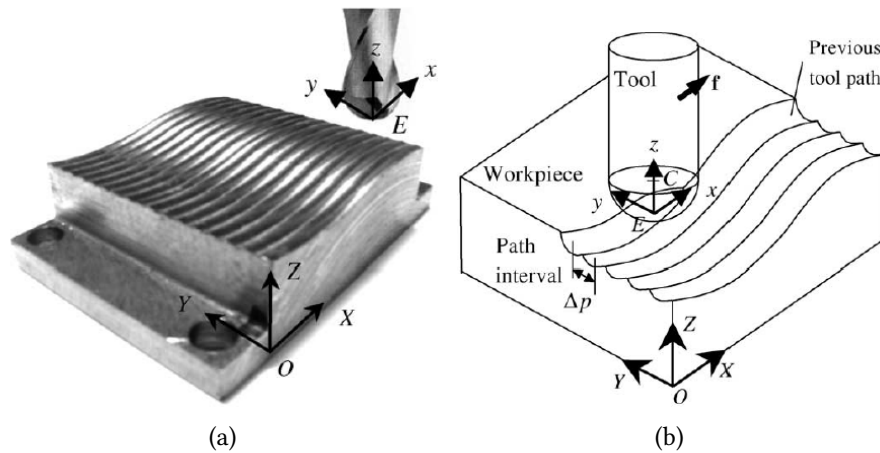 z
y
x
E
Z
Y
X
O
(a)
Previous
tool path
Tool
f
z
C
Workpiece
y
x
E
Path
interval
Δp
Z
Y
X
O
(b)